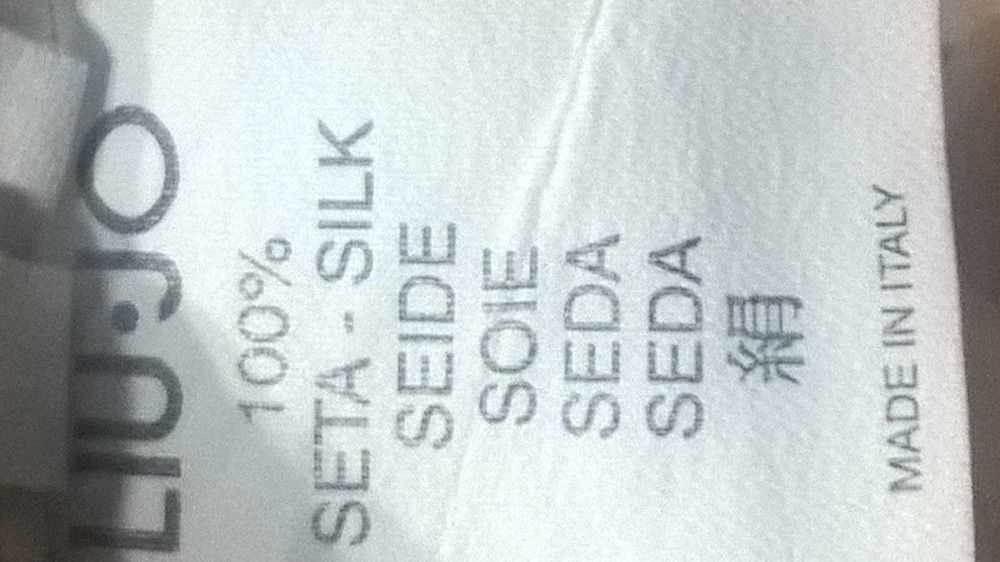 LIU·JO
100%
SETA - SILK
SEIDE
SOIE
SEDA
SEDA
絹
MADE IN ITALY